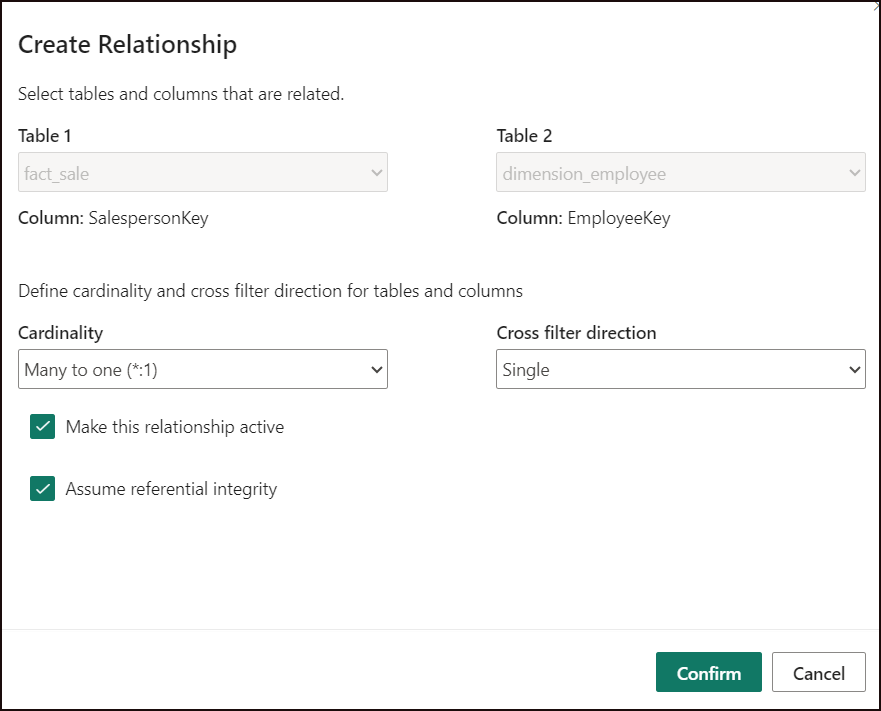 Create Relationship
Select tables and columns that are related.
Table 1
Table 2
fact_sale
dimension_employee
Column: SalespersonKey
Column: EmployeeKey
Define cardinality and cross filter direction for tables and columns
Cardinality
Cross filter direction
Many to one (*:1)
Single
Make this relationship active
Assume referential integrity
Confirm
Cancel